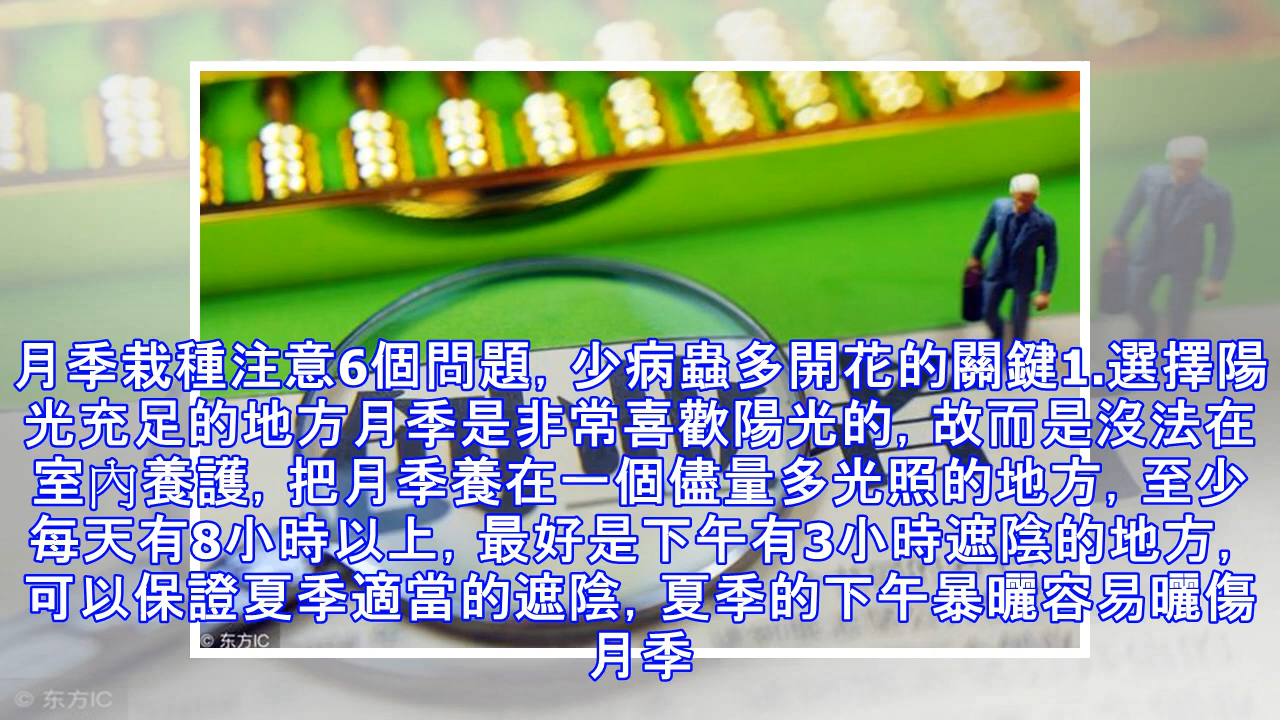 月季栽種注意6個問題, 少病蟲多開花的關鍵1.選擇陽
光充足的地方月季是非常喜歡陽光的, 故而是沒法在
室內養護, 把月季養在一個儘量多光照的地方, 至少
每天有8小時以上, 最好是下午有3小時遮陰的地方,
可以保證夏季適當的遮陰, 夏季的下午暴曬容易曬傷
月季
© 东方IC
© 东方IC